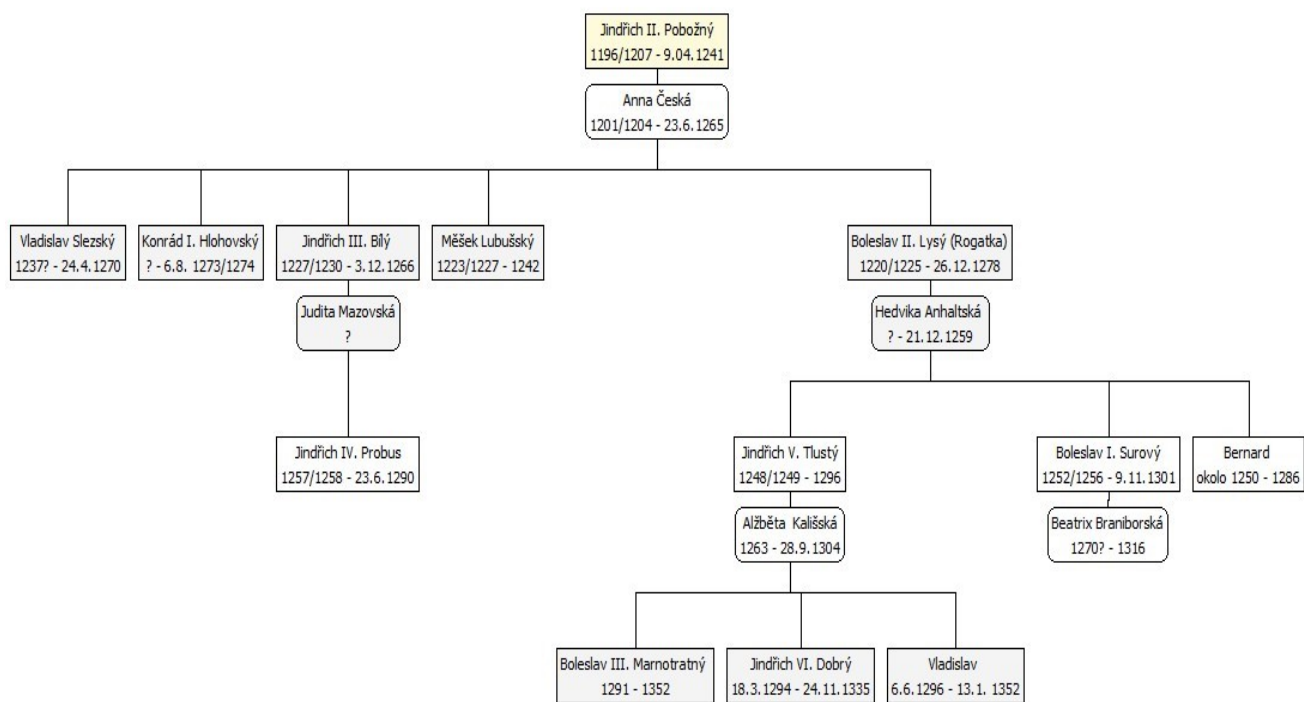 Jindřich II. Pobožný
1196/1207 - 9.04.1241
Anna Česká
1201/1204 - 23.6.1265
Vladislav Slezský
1237? - 24.4.1270
Konrád I. Hlohovský
? - 6.8. 1273/1274
Jindřich III. Bílý
1227/1230 - 3.12.1266
Měšek Lubušský
1223/1227 - 1242
Boleslav II. Lysý (Rogatka)
1220/1225 - 26.12.1278
Judita Mazovská
?
Hedvika Anhaltská
? - 21.12.1259
Jindřich IV. Probus
1257/1258 - 23.6.1290
Jindřich V. Tlustý
1248/1249 - 1296
Boleslav I. Surový
1252/1256 - 9.11.1301
Bernard
okolo 1250 - 1286
Alžběta Kališská
1263 - 28.9.1304
Beatrix Braniborská
1270? - 1316
Boleslav III. Marnotratný
1291 - 1352
Jindřich VI. Dobrý
18.3.1294 - 24.11.1335
Vladislav
6.6.1296 - 13.1. 1352